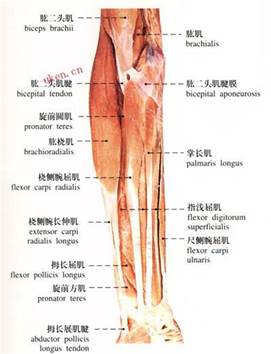 肱二头肌
biceps brachii
肱肌
brachialis
uken.cn
肱二头肌腱
bicipital tendon
肱二头肌腱膜
bicipital aponeurosis
旋前圆肌
pronator teres
肱桡肌
brachioradialis
掌长肌
palmaris longus
桡侧腕屈肌
flexor carpi radialis
指浅屈肌
flexor digitorum
superficialis
桡侧腕长伸肌
extensor carpi
radialis longus
尺侧腕屈肌
flexor carpi
ulnaris
拇长屈肌
flexor pollicis longus
旋前方肌
pronator teres
拇长展肌腱
abductor pollicis
longus tendon